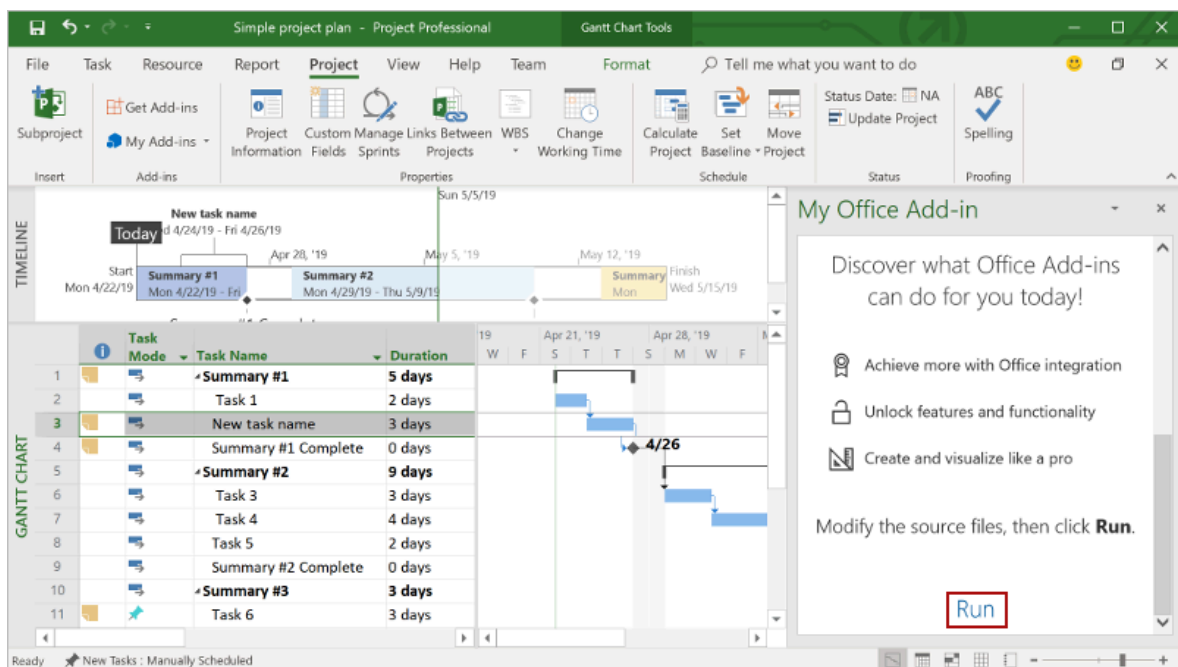 Simple project plan - Project Professional
Gantt Chart Tools
File Task Resource Report Project View Help Team Format Tell me what you want to do
Subproject
Get Add-ins
My Add-ins
Project Information
Custom Fields
Manage Sprints
Links Between Projects
WBS
Change Working Time
Calculate Project
Set Baseline
Move Project
Status Date: NA
Update Project
ABC
Spelling
Insert Add-ins Properties Schedule Status Proofing
TIMELINE
Sun 5/5/19
New task name
Today
4/24/19 - Fri 4/26/19
Apr 28, '19 May 5, '19 May 12, '19
Start
Mon 4/22/19
Summary #1
Mon 4/22/19 - Fri
Summary #2
Mon 4/29/19 - Thu 5/9/19
Summary
Mon
Finish
Wed 5/15/19
GANTT CHART
Task Mode Task Name Duration
19 Apr 21, '19 Apr 28, '19
W F S T T S M W F
1 Summary #1 5 days
2 Task 1 2 days
3 New task name 3 days
4 Summary #1 Complete 0 days
4/26
5 Summary #2 9 days
6 Task 3 3 days
7 Task 4 4 days
8 Task 5 2 days
9 Summary #2 Complete 0 days
10 Summary #3 3 days
11 Task 6 3 days
My Office Add-in
Discover what Office Add-ins
can do for you today!
Achieve more with Office integration
Unlock features and functionality
Create and visualize like a pro
Modify the source files, then click Run.
Run
Ready New Tasks : Manually Scheduled